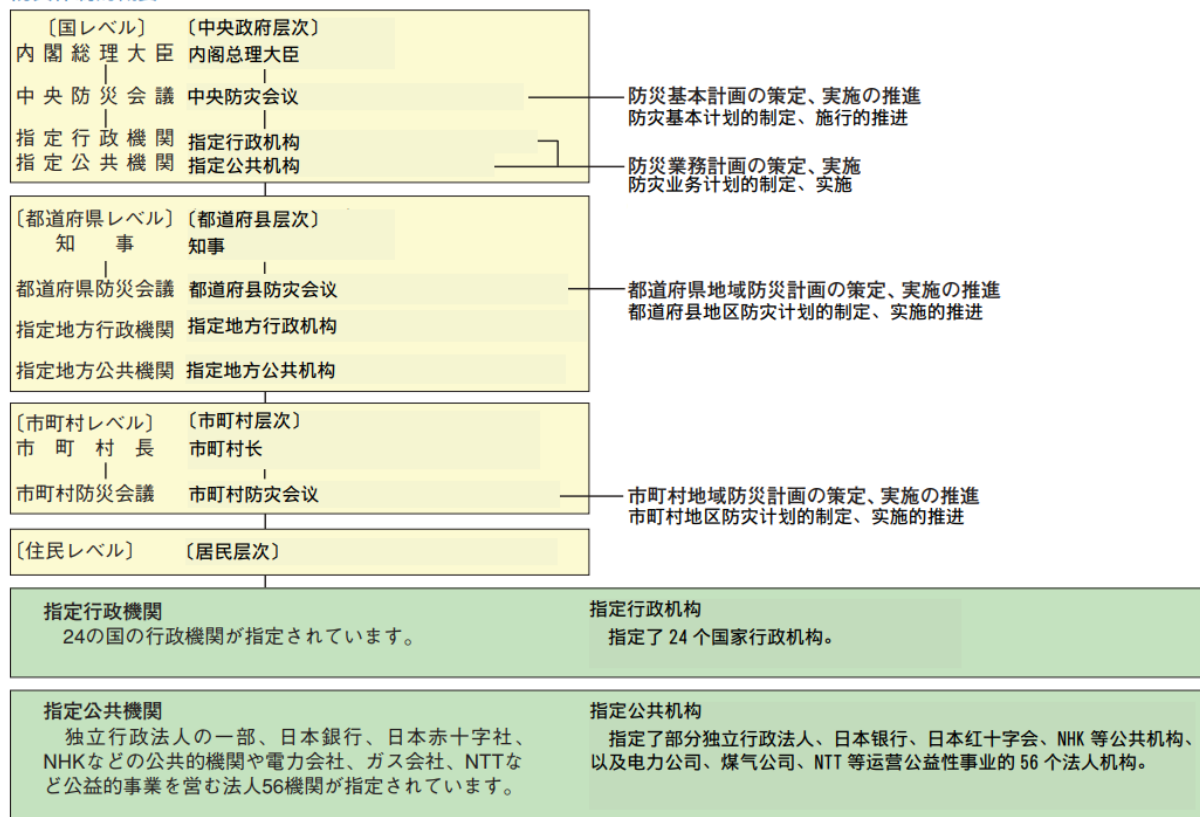 〔国レベル〕 〔中央政府层次〕
内閣総理大臣 内阁总理大臣
中央防災会議 中央防灾会议
防災基本計画の策定、実施の推進
防灾基本计划的制定、施行的推进
指定行政機関 指定行政机构
指定公共機関 指定公共机构
防災業務計画の策定、実施
防灾业务计划的制定、实施
〔都道府県レベル〕 〔都道府县层次〕
知事 知事
都道府県防災会議 都道府县防灾会议
都道府県地域防災計画の策定、実施の推進
都道府县地区防灾计划的制定、实施的推进
指定地方行政機関 指定地方行政机构
指定地方公共機関 指定地方公共机构
〔市町村レベル〕 〔市町村层次〕
市町村長 市町村长
市町村防災会議 市町村防灾会议
市町村地域防災計画の策定、実施の推進
市町村地区防灾计划的制定、实施的推进
〔住民レベル〕 〔居民层次〕
指定行政機関
24の国の行政機関が指定されています。
指定行政机构
指定了 24 个国家行政机构。
指定公共機関
独立行政法人の一部、日本銀行、日本赤十字社、
NHKなどの公共的機関や電力会社、ガス会社、NTTな
ど公益的事業を営む法人56機関が指定されています。
指定公共机构
指定了部分独立行政法人、日本银行、日本红十字会、NHK 等公共机构、
以及电力公司、煤气公司、NTT 等运营公益性事业的 56 个法人机构。